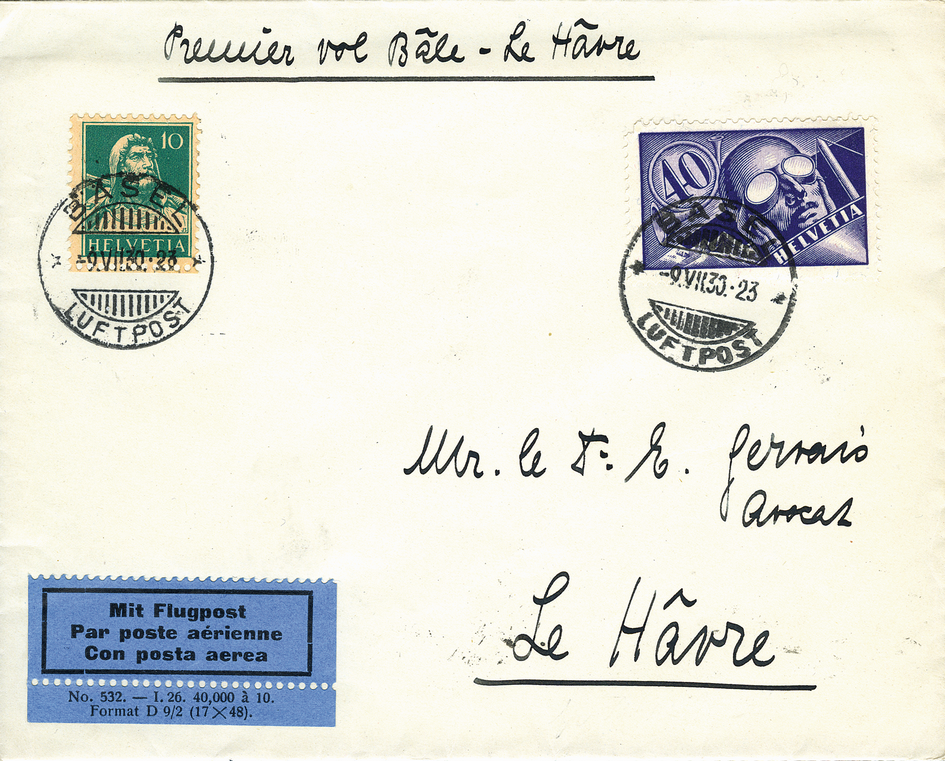 Premier vol Bâle - Le Hâvre
10
HELVETIA
BASEL
-9.VII.30.-23
LUFTPOST
40
HELVETIA
BASEL
-9.VII.30.-23
LUFTPOST
Mr. le Dr. E. Gervais
Avocat
Le Hâvre
Mit Flugpost
Par poste aérienne
Con posta aerea
No. 532. — I. 26. 40,000 à 10.
Format D 9/2 (17×48).